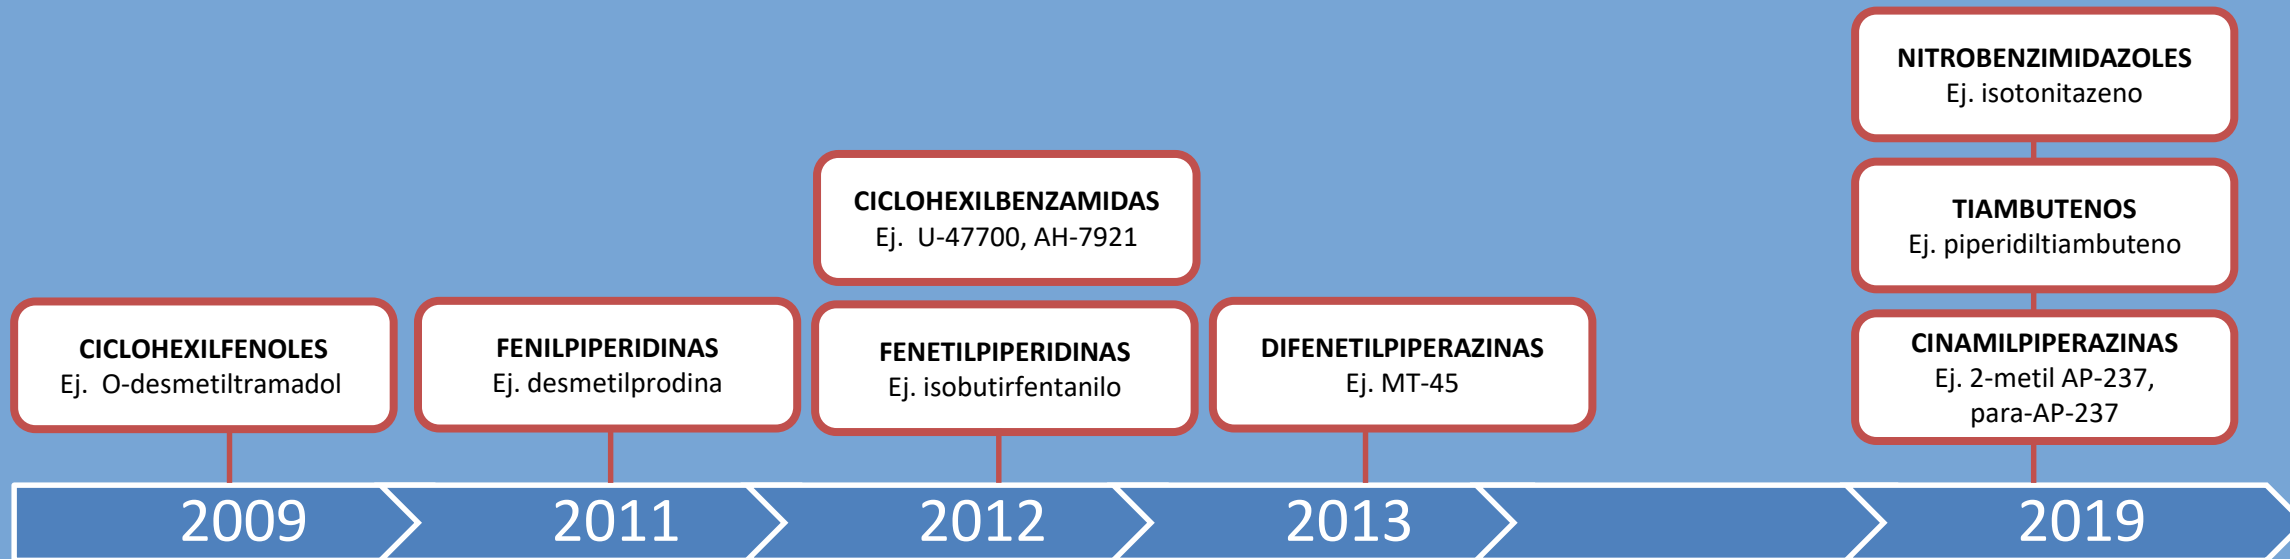 NITROBENZIMIDAZOLES
Ej. isotonitazeno
CICLOHEXILBENZAMIDAS
Ej.  U-47700, AH-7921
TIAMBUTENOS
Ej. piperidiltiambuteno
CICLOHEXILFENOLES
Ej.  O-desmetiltramadol
FENILPIPERIDINAS
Ej. desmetilprodina
FENETILPIPERIDINAS
Ej. isobutirfentanilo
DIFENETILPIPERAZINAS
Ej. MT-45
CINAMILPIPERAZINAS
Ej. 2-metil AP-237,
para-AP-237
2009
2011
2012
2013
2019